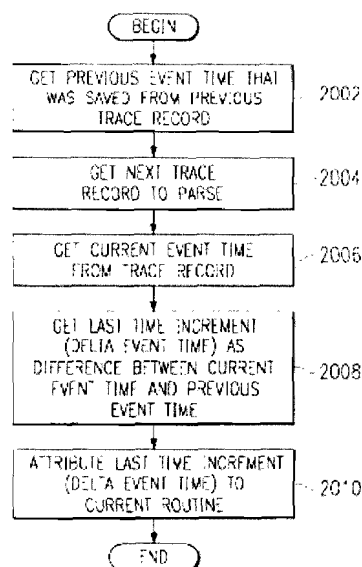 BEGIN
GET PREVIOUS EVENT TIME THAT
WAS SAVED FROM PREVIOUS
TRACE RECORD
2002
GET NEXT TRACE
RECORD TO PARSE
2004
GET CURRENT EVENT TIME
FROM TRACE RECORD
2006
GET LAST TIME INCREMENT
(DELTA EVENT TIME) AS
DIFFERENCE BETWEEN CURRENT
EVENT TIME AND PREVIOUS
EVENT TIME
2008
ATTRIBUTE LAST TIME INCREMENT
(DELTA EVENT TIME) TO
CURRENT ROUTINE
2010
END